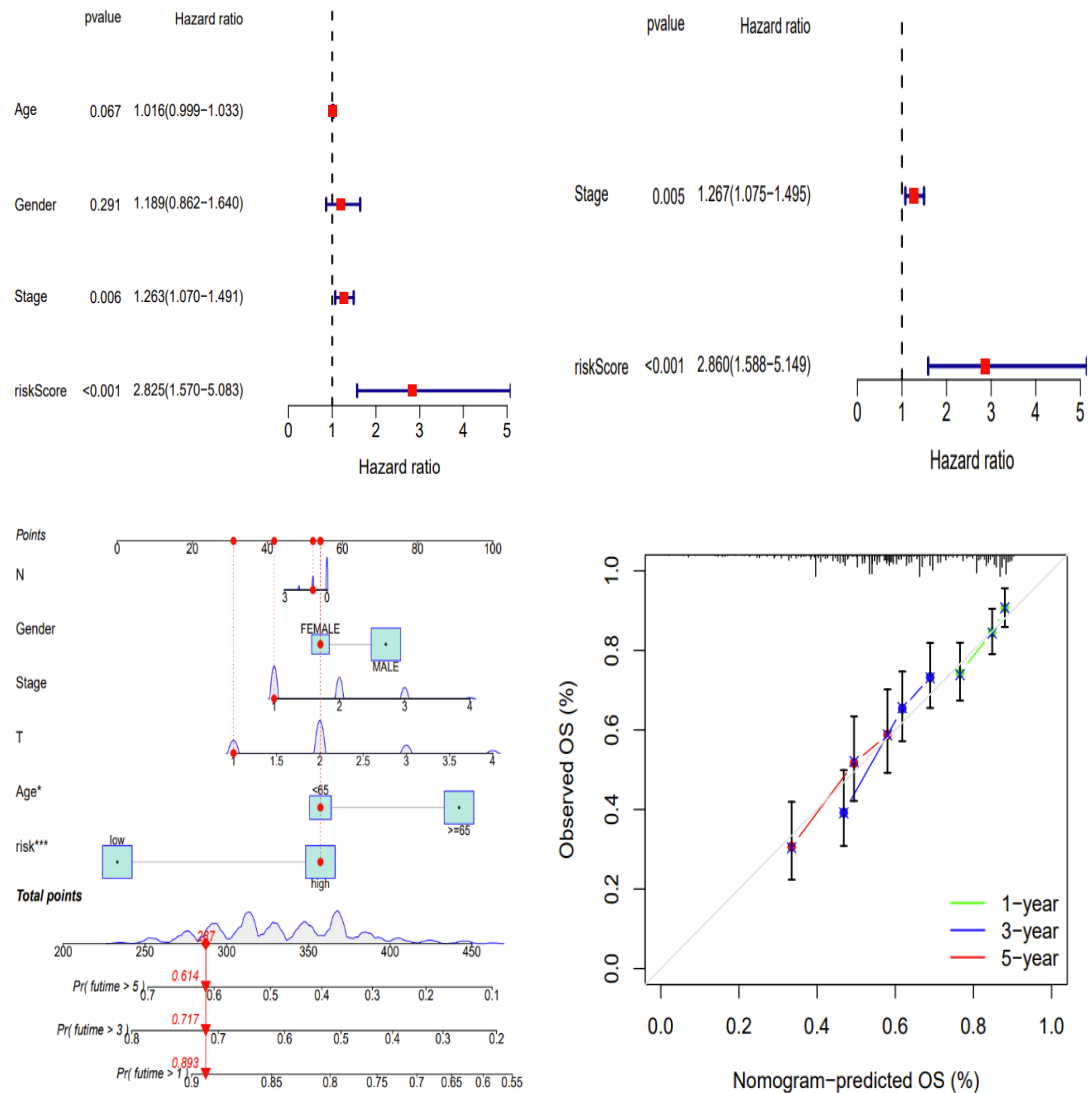 pvalue Hazard ratio
Age 0.067 1.016(0.999−1.033)
Gender 0.291 1.189(0.862−1.640)
Stage 0.006 1.263(1.070−1.491)
riskScore <0.001 2.825(1.570−5.083)
0 1 2 3 4 5
Hazard ratio
pvalue Hazard ratio
Stage 0.005 1.267(1.075−1.495)
riskScore <0.001 2.860(1.588−5.149)
0 1 2 3 4 5
Hazard ratio
Points 0 20 40 60 80 100
N
3 1 0
Gender
FEMALE
MALE
Stage
1 2 3 4
T
1 1.5 2 2.5 3 3.5 4
Age*
<65
>=65
risk***
low
high
Total points
287
200 250 300 350 400 450
0.614
Pr( futime > 5 )
0.7 0.6 0.5 0.4 0.3 0.2 0.1
0.717
Pr( futime > 3 )
0.8 0.7 0.6 0.5 0.4 0.3 0.2
0.893
Pr( futime > 1 )
0.9 0.85 0.8 0.75 0.7 0.65 0.6 0.55
Observed OS (%)
0.0 0.2 0.4 0.6 0.8 1.0
1-year
3-year
5-year
0.0 0.2 0.4 0.6 0.8 1.0
Nomogram−predicted OS (%)